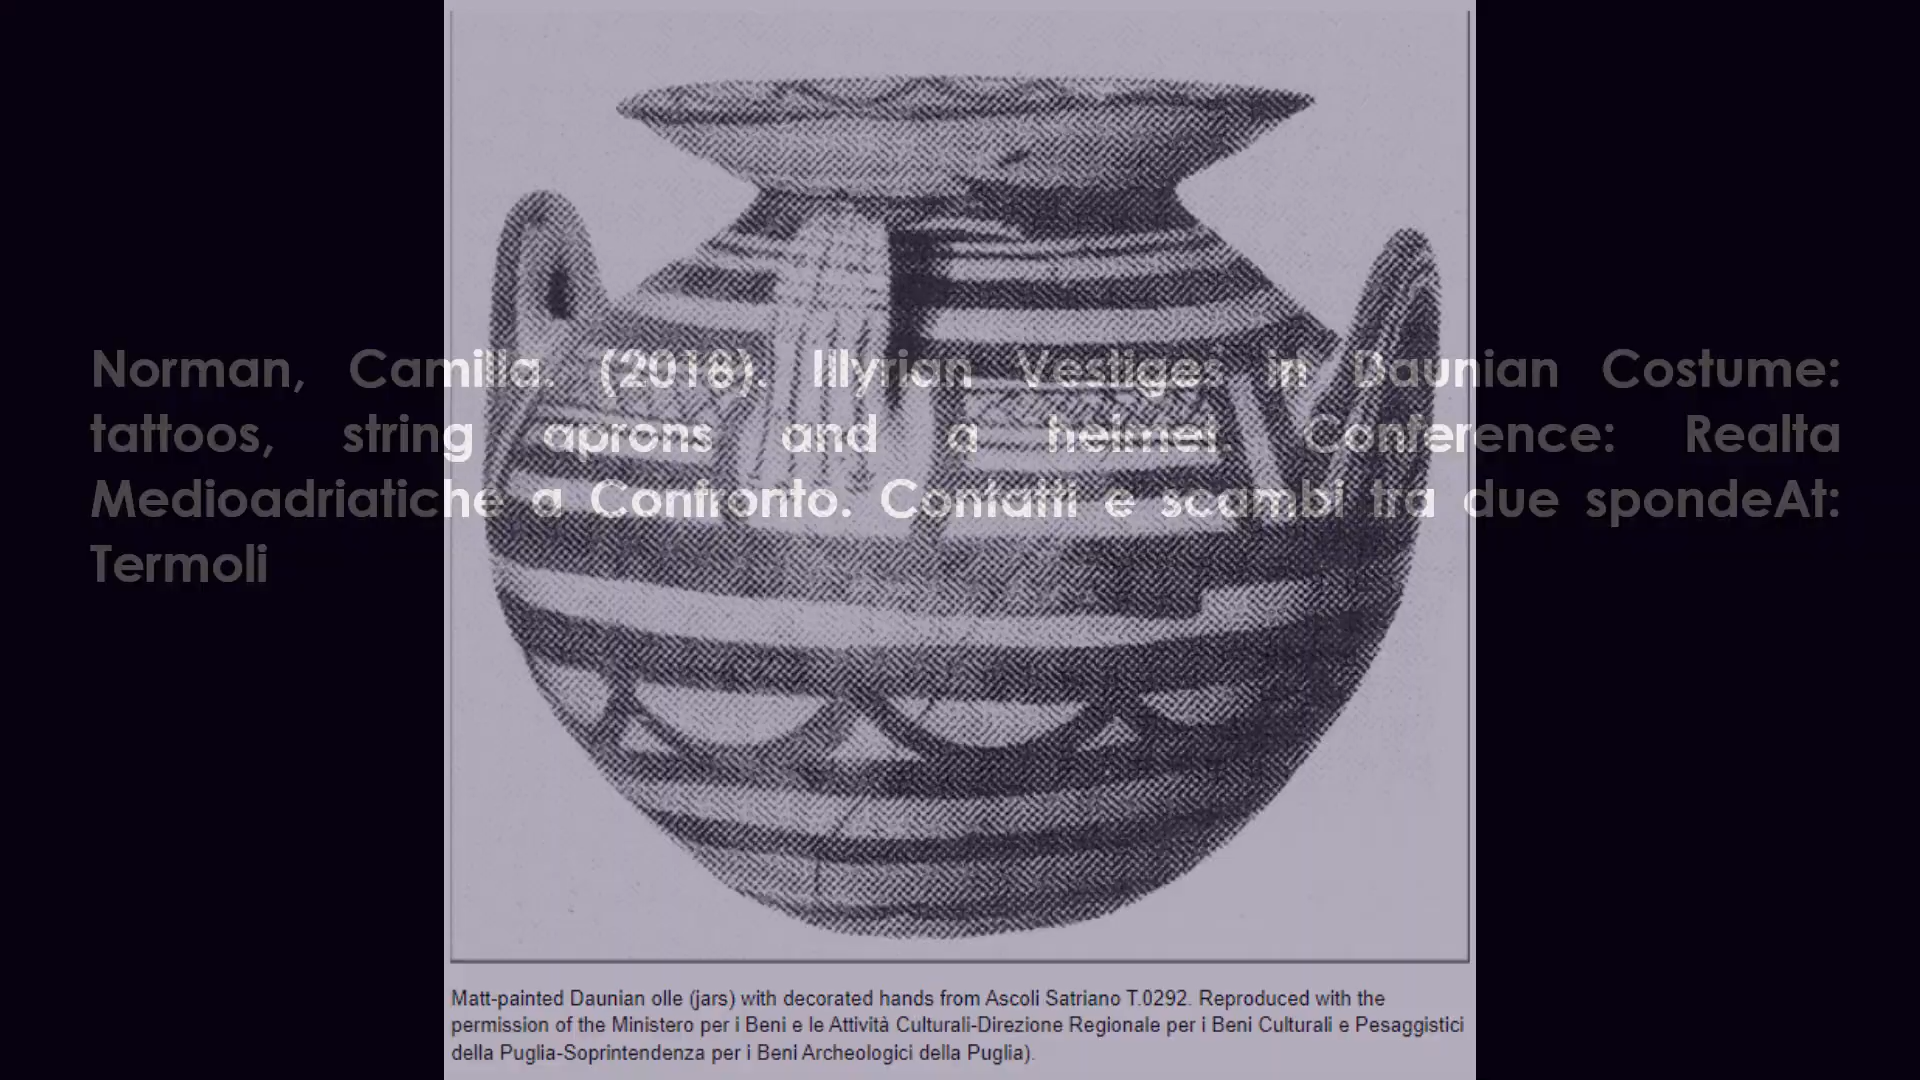 Norman, Camilla. (2018). Illyrian Vestiges in Daunian Costume:
tattoos, string aprons and a helmet. Conference: Realta
Medioadriatiche a Confronto. Contatti e scambi tra due spondeAt:
Termoli
Matt-painted Daunian olle (jars) with decorated hands from Ascoli Satriano T.0292. Reproduced with the
permission of the Ministero per i Beni e le Attività Culturali-Direzione Regionale per i Beni Culturali e Pesaggistici
della Puglia-Soprintendenza per i Beni Archeologici della Puglia).